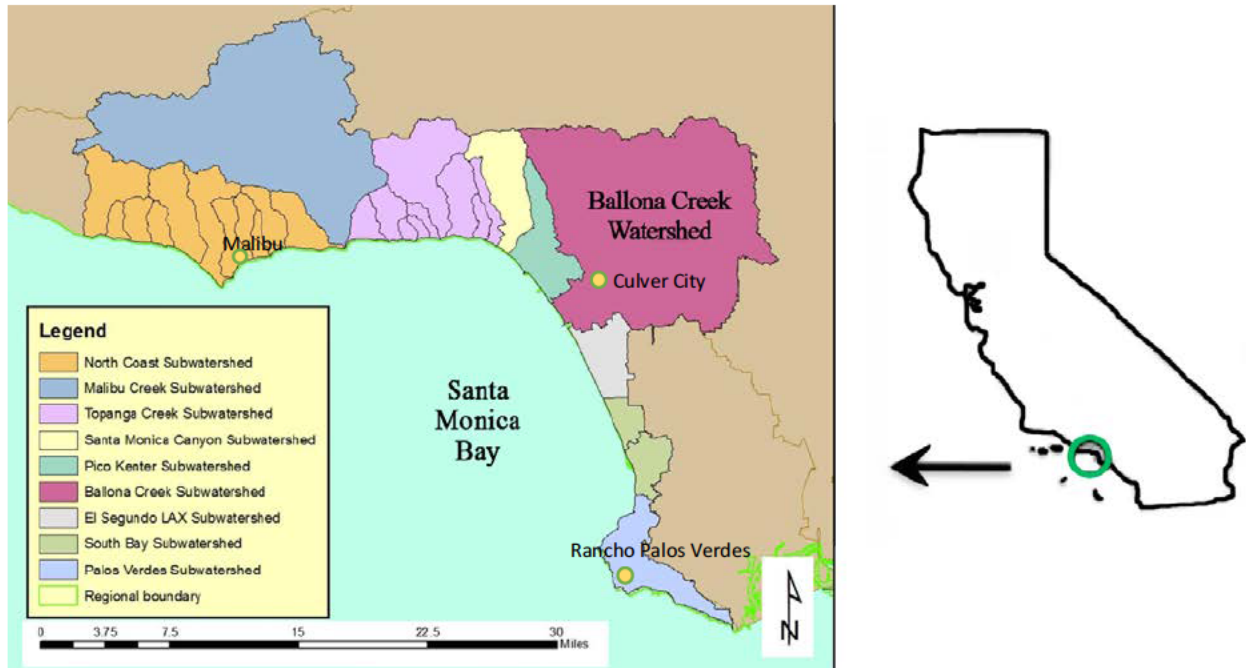 Ballona Creek
Watershed
Malibu
Culver City
Santa
Monica
Bay
Rancho Palos Verdes
Legend
North Coast Subwatershed
Malibu Creek Subwatershed
Topanga Creek Subwatershed
Santa Monica Canyon Subwatershed
Pico Kenter Subwatershed
Ballona Creek Subwatershed
El Segundo LAX Subwatershed
South Bay Subwatershed
Palos Verdes Subwatershed
Regional boundary
0 3.75 7.5 15 22.5 30
Miles
N